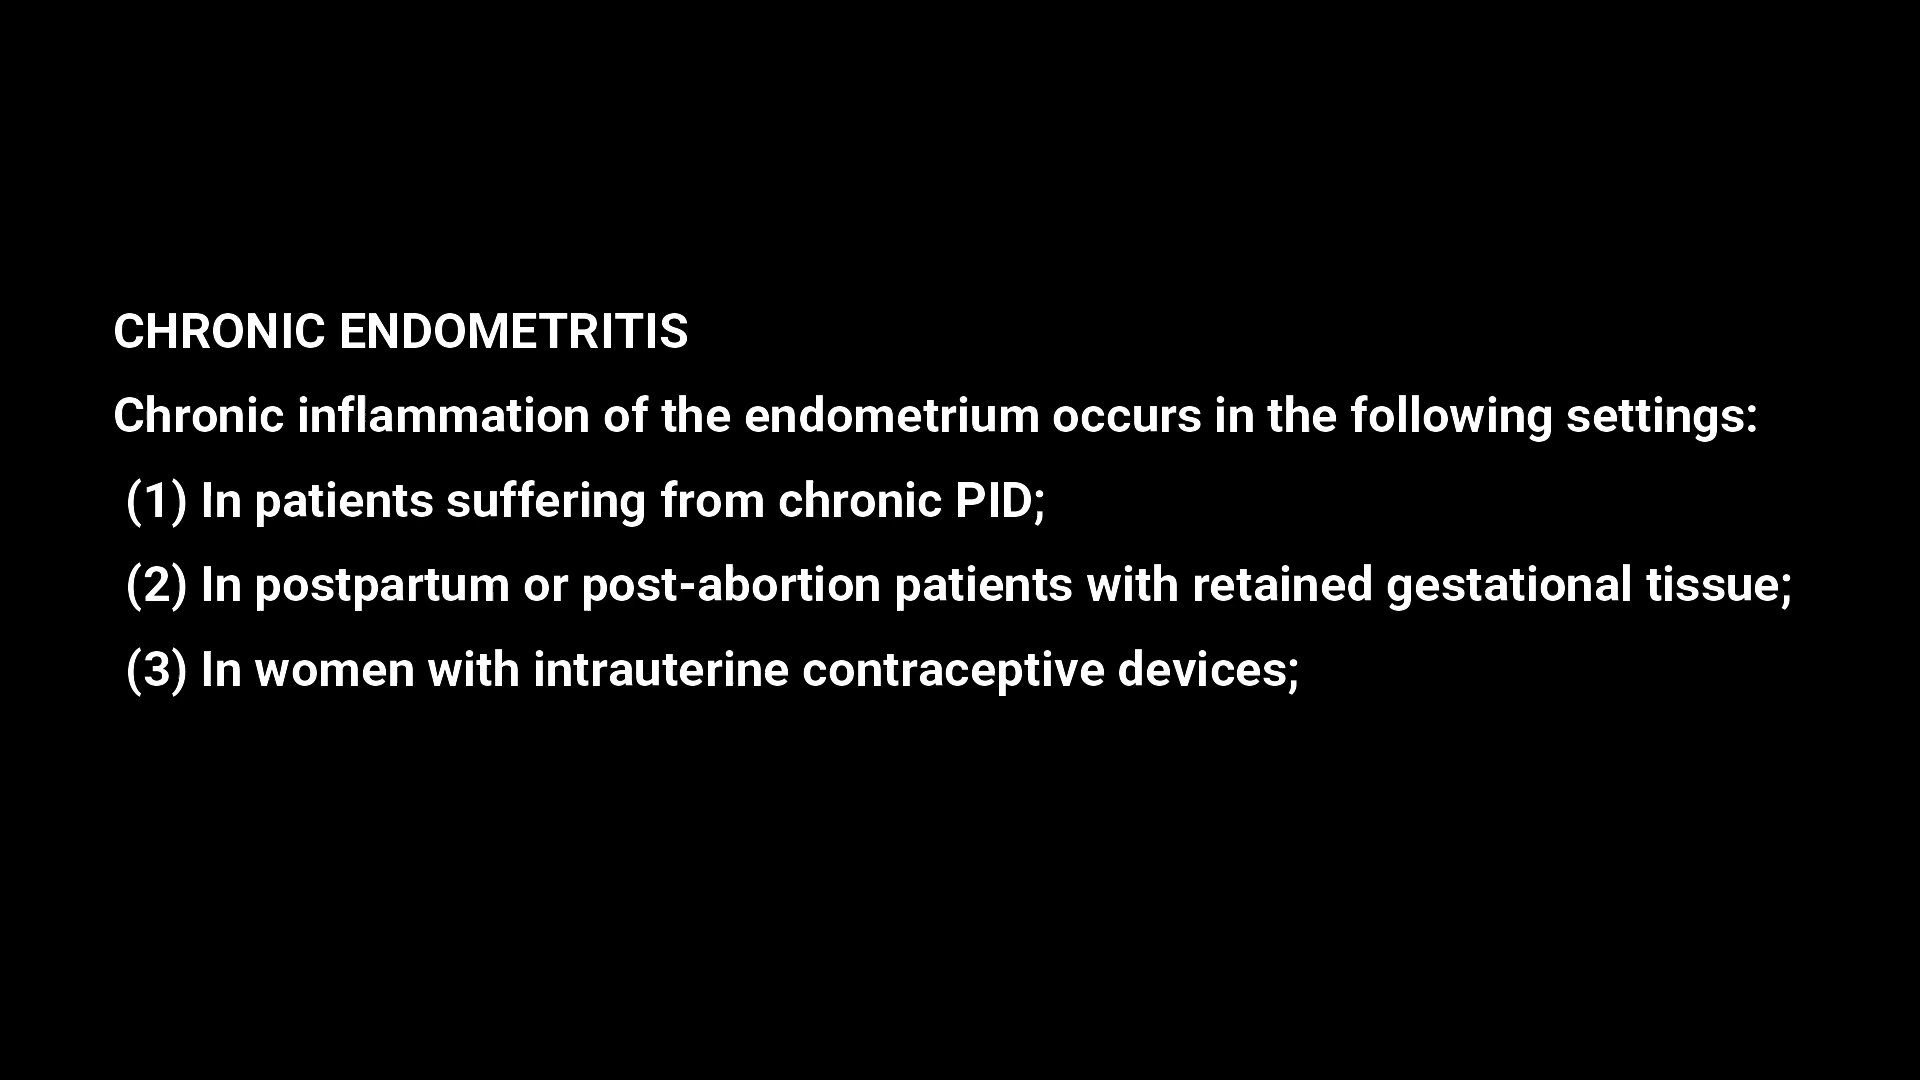 CHRONIC ENDOMETRITIS
Chronic inflammation of the endometrium occurs in the following settings:
(1) In patients suffering from chronic PID;
(2) In postpartum or post-abortion patients with retained gestational tissue;
(3) In women with intrauterine contraceptive devices;